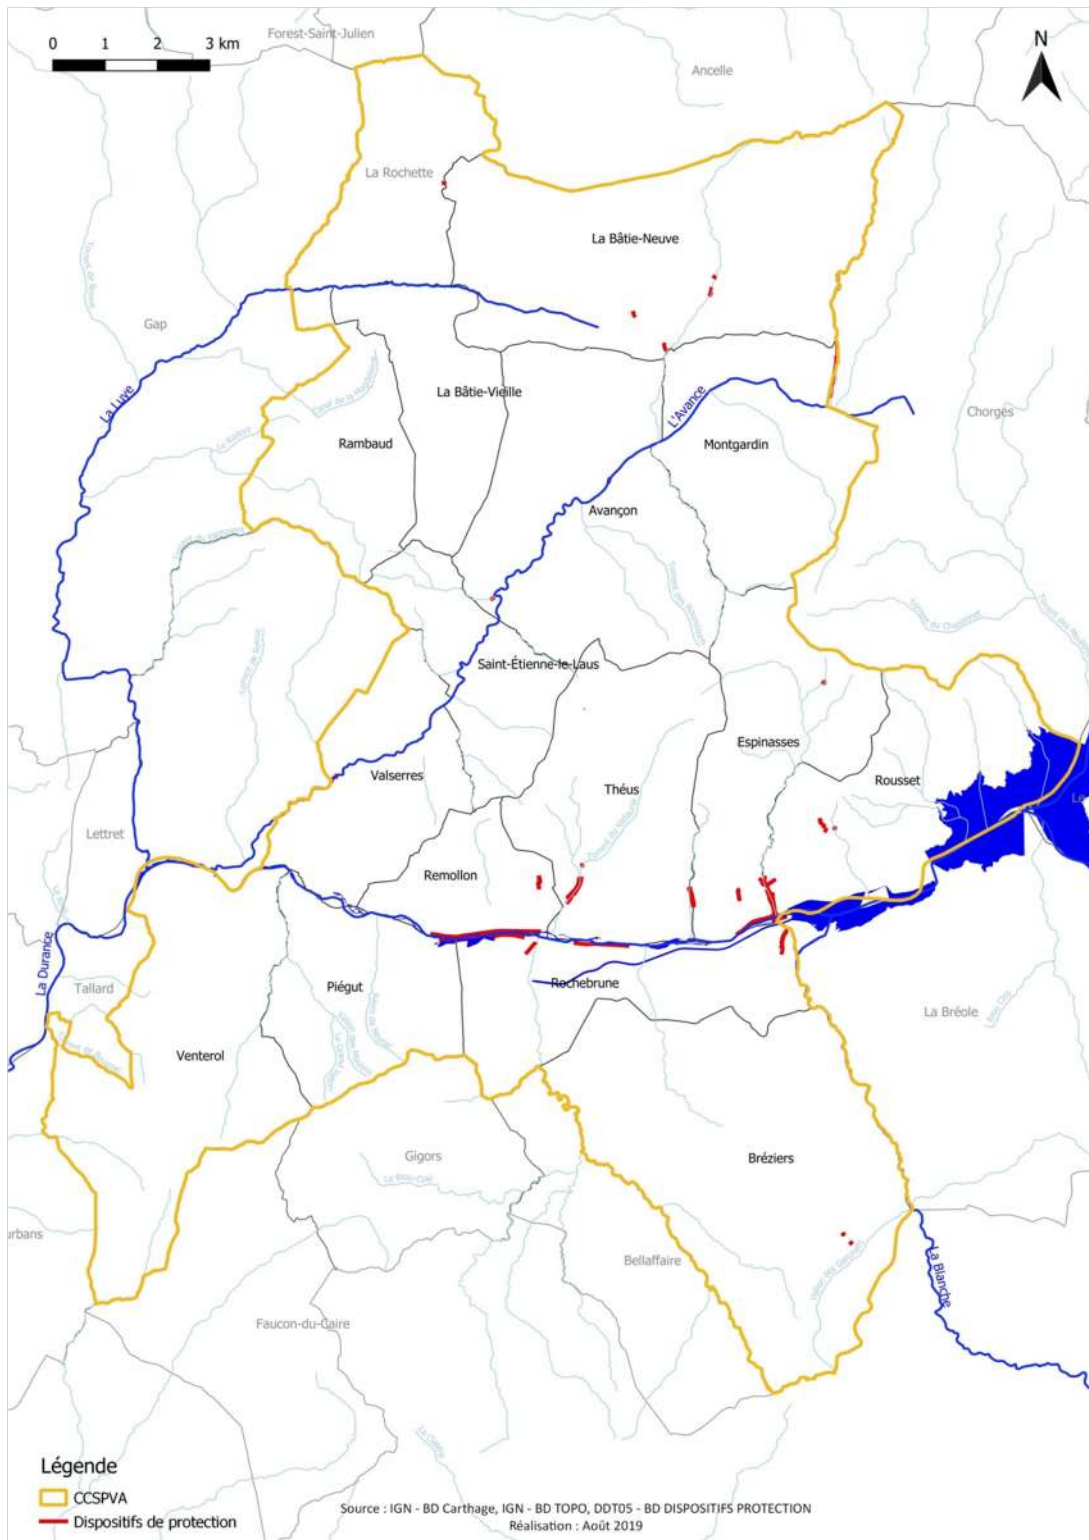 Forest-Saint-Julien
0 1 2 3 km
N
Ancelle
La Rochette
La Bâtie-Neuve
Gap
La Luye
La Bâtie-Vieille
L'Avance
Chorges
Rambaud
Montgardin
Avançon
Saint-Étienne-le-Laus
Espinasses
Valserres
Théus
Rousset
La
Lettret
Remollon
La Durance
Tallard
Piégut
Rochebrune
La Bréole
Venterol
Gigors
Bréziers
urbans
Bellaffaire
La Blanche
Faucon-du-Caire
Légende
CCSPVA
Dispositifs de protection
Source : IGN - BD Carthage, IGN - BD TOPO, DDT05 - BD DISPOSITIFS PROTECTION
Réalisation : Août 2019